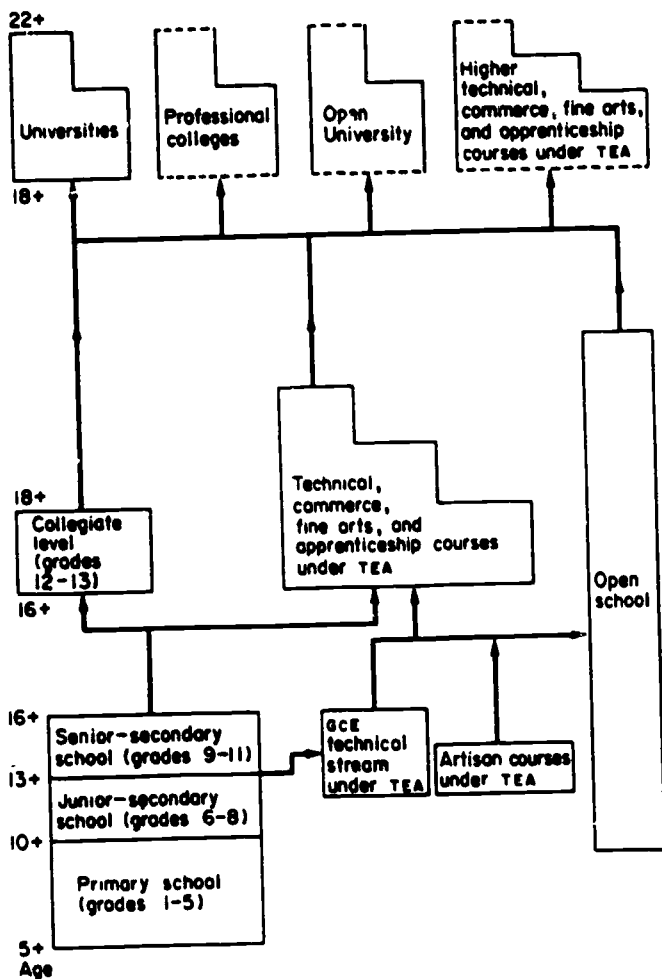 22+
Universities
Professional
colleges
Open
University
Higher
technical,
commerce, fine arts,
and apprenticeship
courses under TEA
18+
18+
Collegiate
level
(grades
12-13)
16+
Technical,
commerce,
fine arts, and
apprenticeship courses
under TEA
Open
school
16+
Senior-secondary
school (grades 9-11)
13+
Junior-secondary
school (grades 6-8)
10+
Primary school
(grades 1-5)
5+
Age
GCE
technical
stream
under TEA
Artisan courses
under TEA